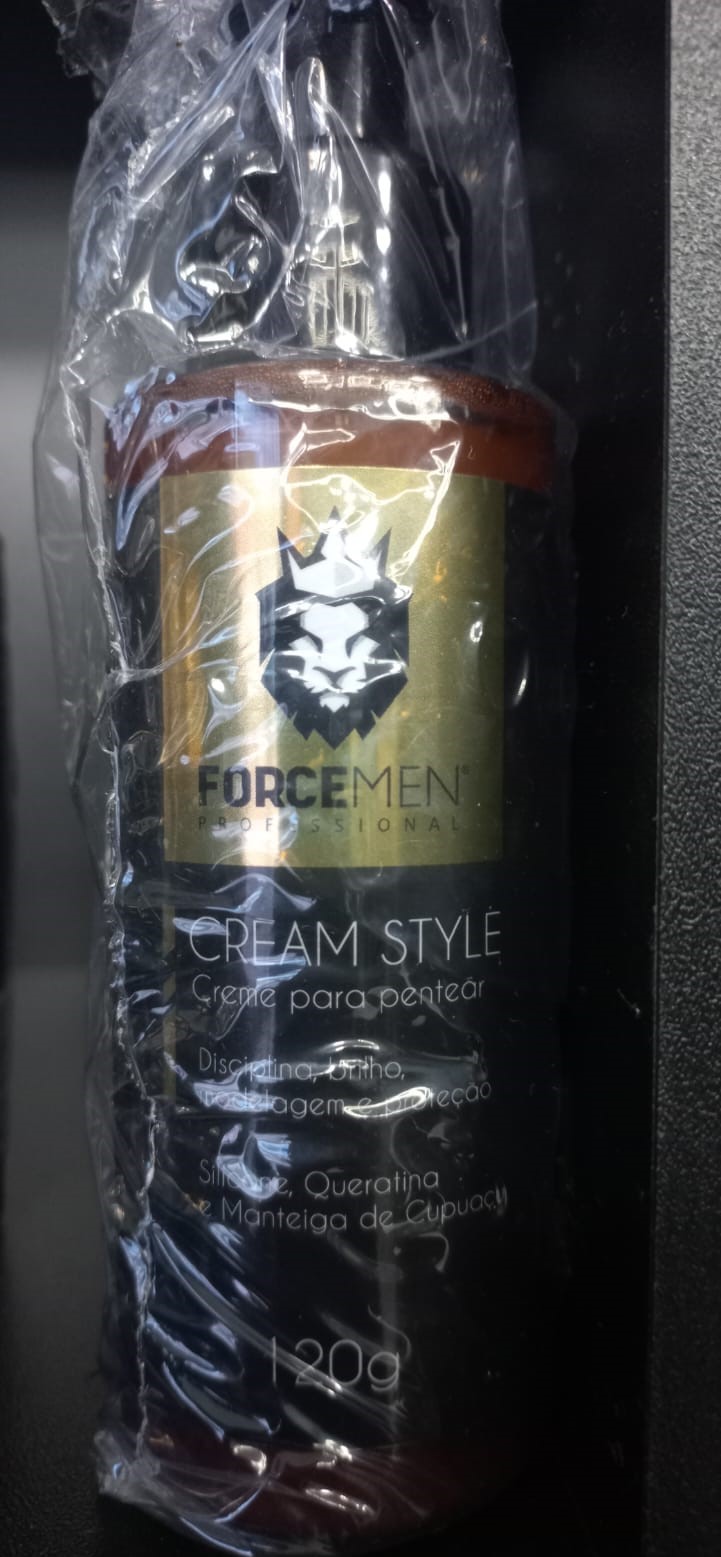 FORCEMEN®
PROFESSIONAL
CREAM STYLE
Creme para pentear
Disciplina, brilho,
modelagem e proteção
Silicone, Queratina
e Manteiga de Cupuaçu
120g